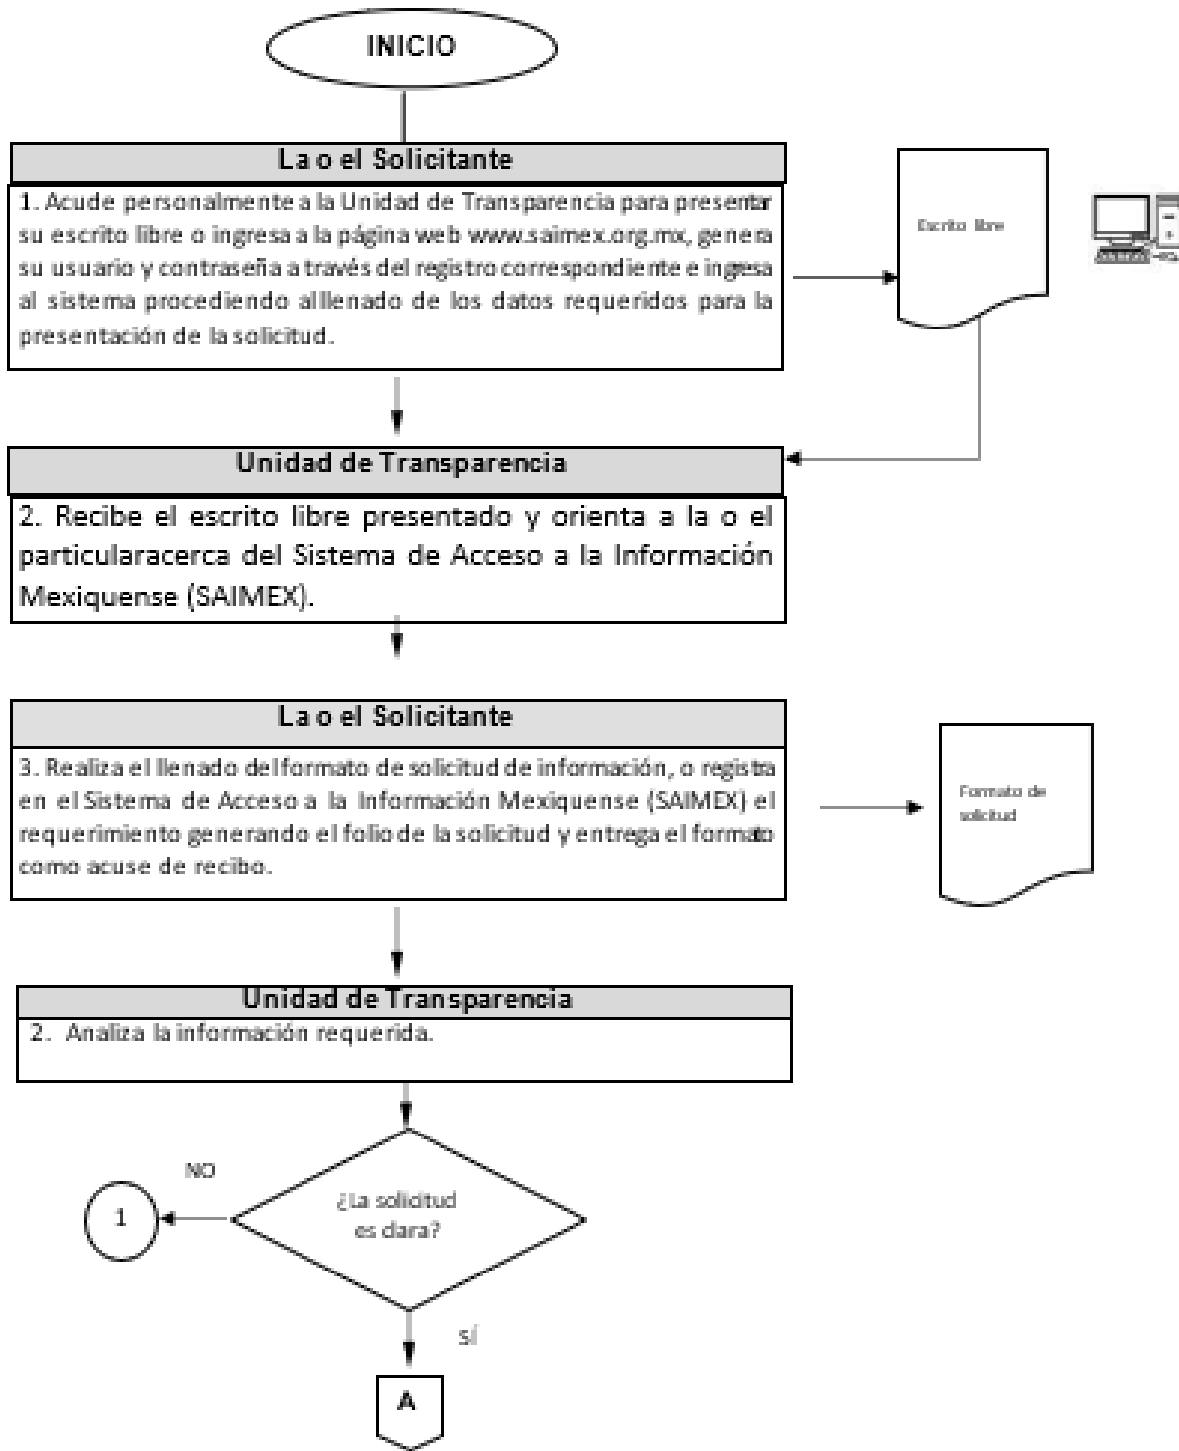 INICIO
La o el Solicitante
1. Acude personalmente a la Unidad de Transparencia para presentar
su escrito libre o ingresa a la página web www.saimex.org.mx, genera
su usuario y contraseña a través del registro correspondiente e ingresa
al sistema procediendo alllenado de los datos requeridos para la
presentación de la solicitud.
Escrito libre
Unidad de Transparencia
2. Recibe el escrito libre presentado y orienta a la o el
particularacerca del Sistema de Acceso a la Información
Mexiquense (SAIMEX).
La o el Solicitante
3. Realiza el llenado del formato de solicitud de información, o registra
en el Sistema de Acceso a la Información Mexiquense (SAIMEX) el
requerimiento generando el folio de la solicitud y entrega el formato
como acuse de recibo.
Formato de
solicitud
Unidad de Transparencia
2. Analiza la información requerida.
NO
1
¿La solicitud
es clara?
SÍ
A